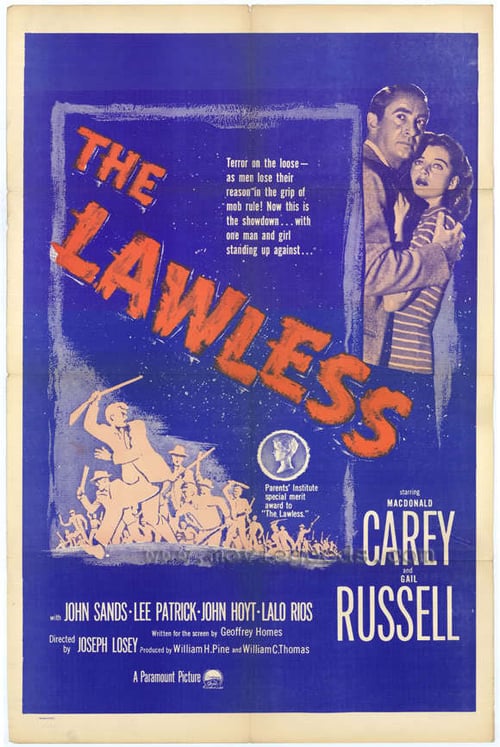 THE
LAWLESS
Terror on the loose—
as men lose their
reason—in the grip of
mob rule! Now this is
the showdown...with
one man and girl
standing up against...
Parents' Institute
special merit
award to
"The Lawless."
starring
MACDONALD
CAREY
and
GAIL
RUSSELL
with JOHN SANDS · LEE PATRICK · JOHN HOYT · LALO RIOS
Written for the screen by Geoffrey Homes
Directed by JOSEPH LOSEY Produced by William H. Pine and William C. Thomas
A Paramount Picture